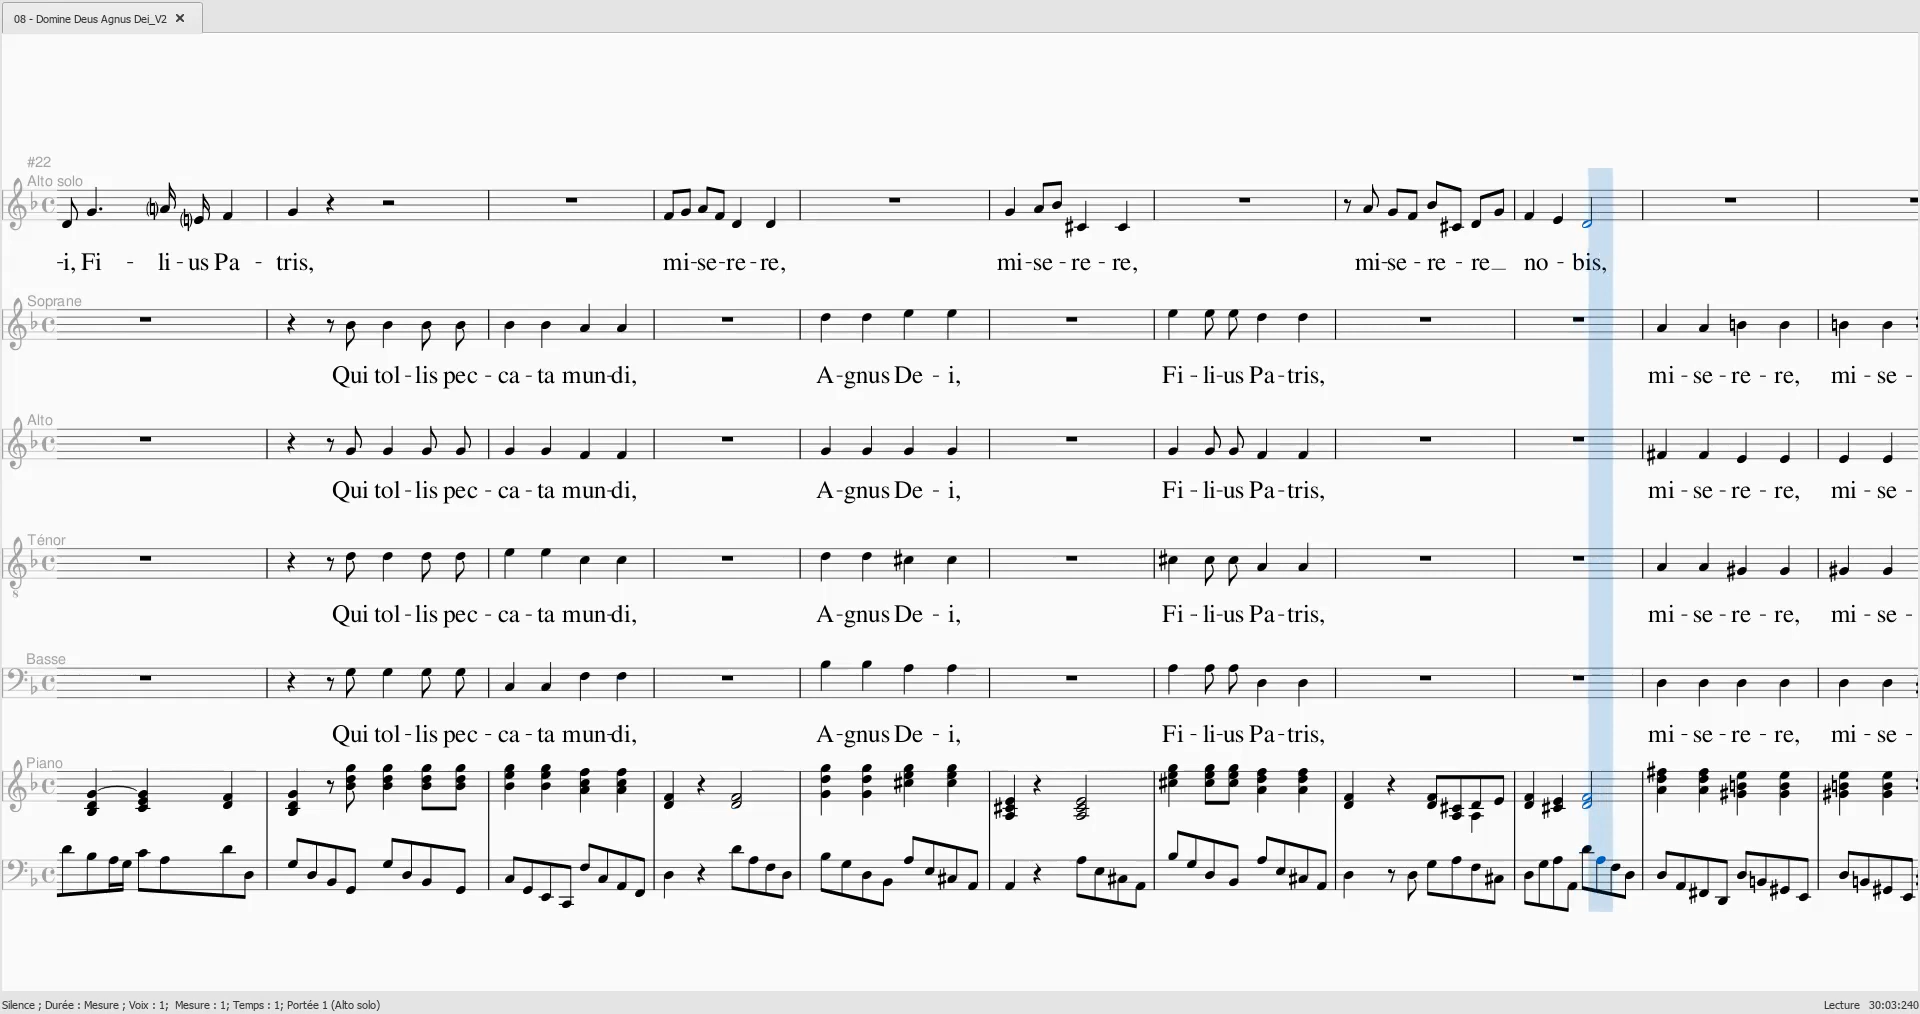 08 - Domine Deus Agnus Dei_V2 ✕
#22
Alto solo
-i, Fi - li - us Pa - tris, mi-se-re-re, mi-se-re-re, mi-se-re-re_ no-bis,
Soprane
Qui tol-lis pec-ca-ta mun-di, A-gnus De-i, Fi-li-us Pa-tris, mi-se-re-re, mi-se-
Alto
Qui tol-lis pec-ca-ta mun-di, A-gnus De-i, Fi-li-us Pa-tris, mi-se-re-re, mi-se-
Ténor
8
Qui tol-lis pec-ca-ta mun-di, A-gnus De-i, Fi-li-us Pa-tris, mi-se-re-re, mi-se-
Basse
Qui tol-lis pec-ca-ta mun-di, A-gnus De-i, Fi-li-us Pa-tris, mi-se-re-re, mi-se-
Piano
Silence ; Durée : Mesure ; Voix : 1; Mesure : 1; Temps : 1; Portée 1 (Alto solo) Lecture 30:03:240